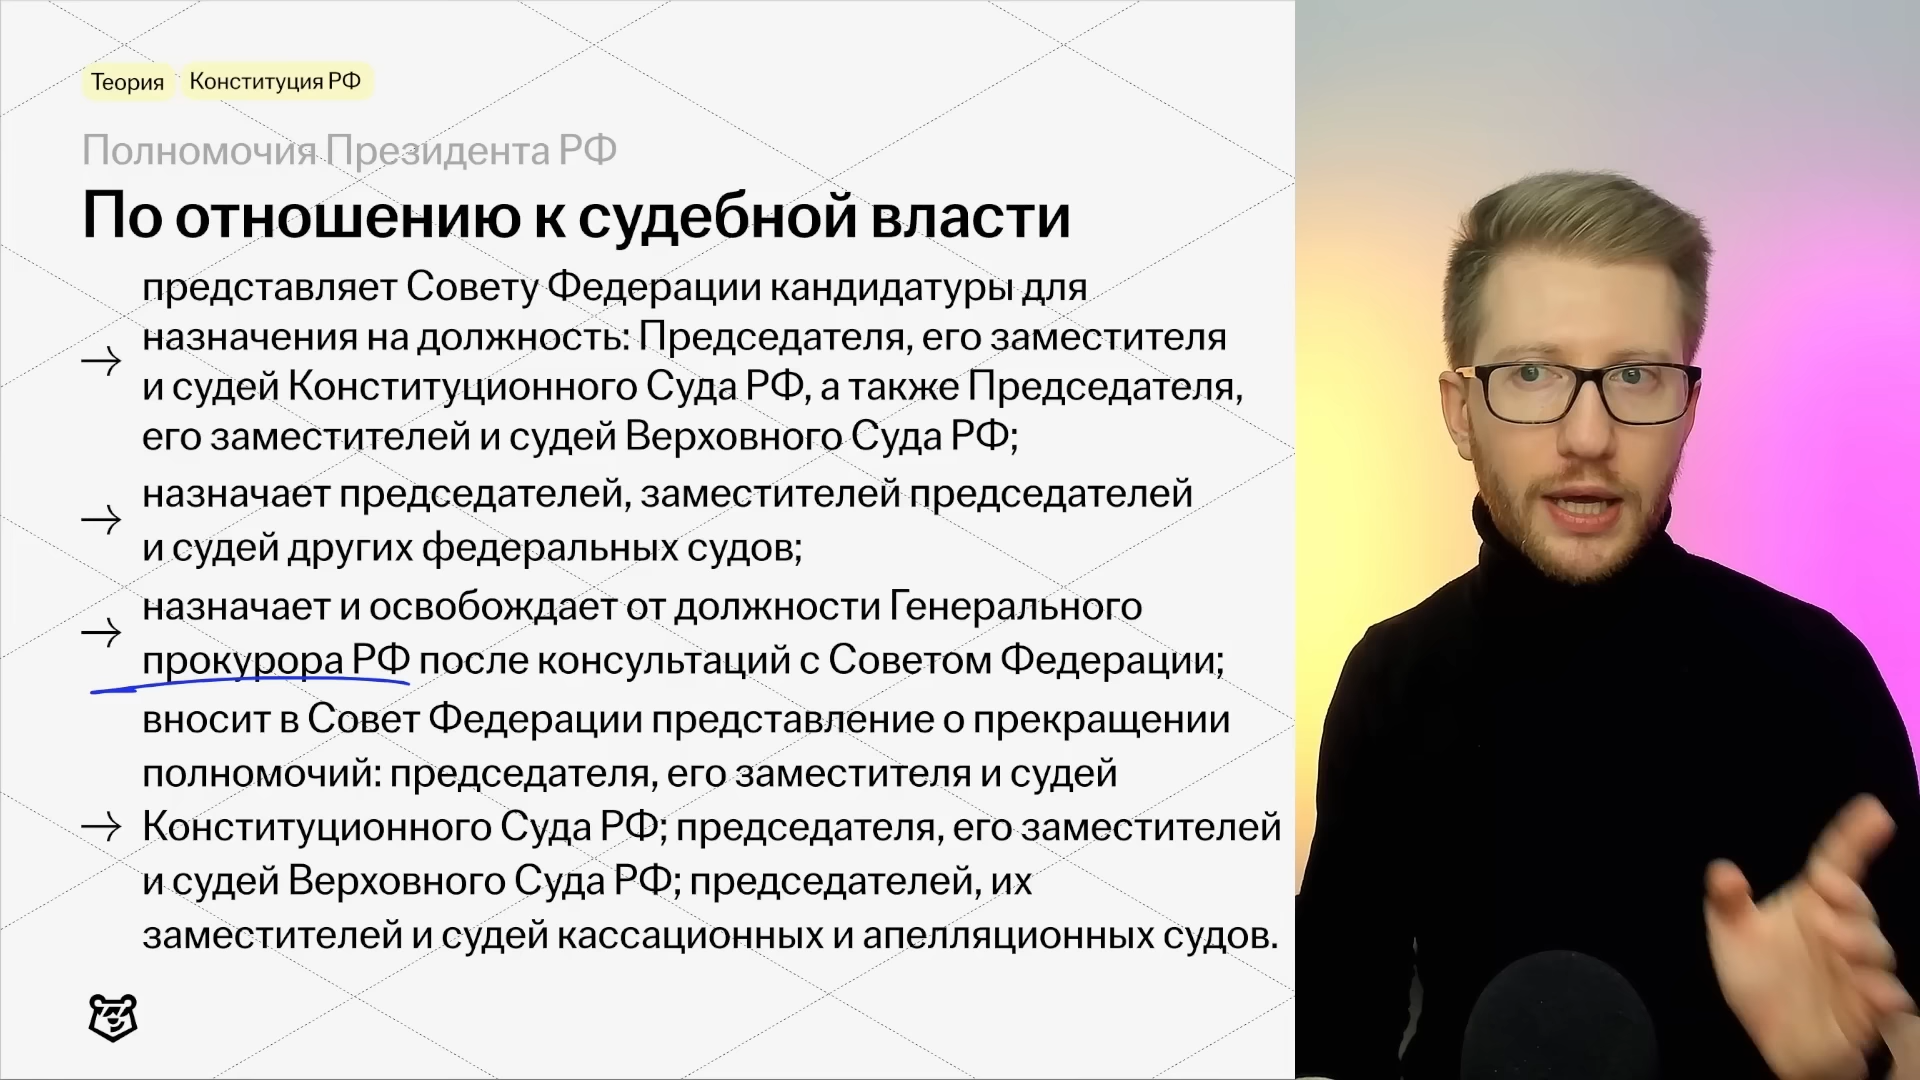 Теория Конституция РФ
Полномочия Президента РФ
По отношению к судебной власти
→ представляет Совету Федерации кандидатуры для
назначения на должность: Председателя, его заместителя
и судей Конституционного Суда РФ, а также Председателя,
его заместителей и судей Верховного Суда РФ;
→ назначает председателей, заместителей председателей
и судей других федеральных судов;
→ назначает и освобождает от должности Генерального
прокурора РФ после консультаций с Советом Федерации;
→ вносит в Совет Федерации представление о прекращении
полномочий: председателя, его заместителя и судей
Конституционного Суда РФ; председателя, его заместителей
и судей Верховного Суда РФ; председателей, их
заместителей и судей кассационных и апелляционных судов.